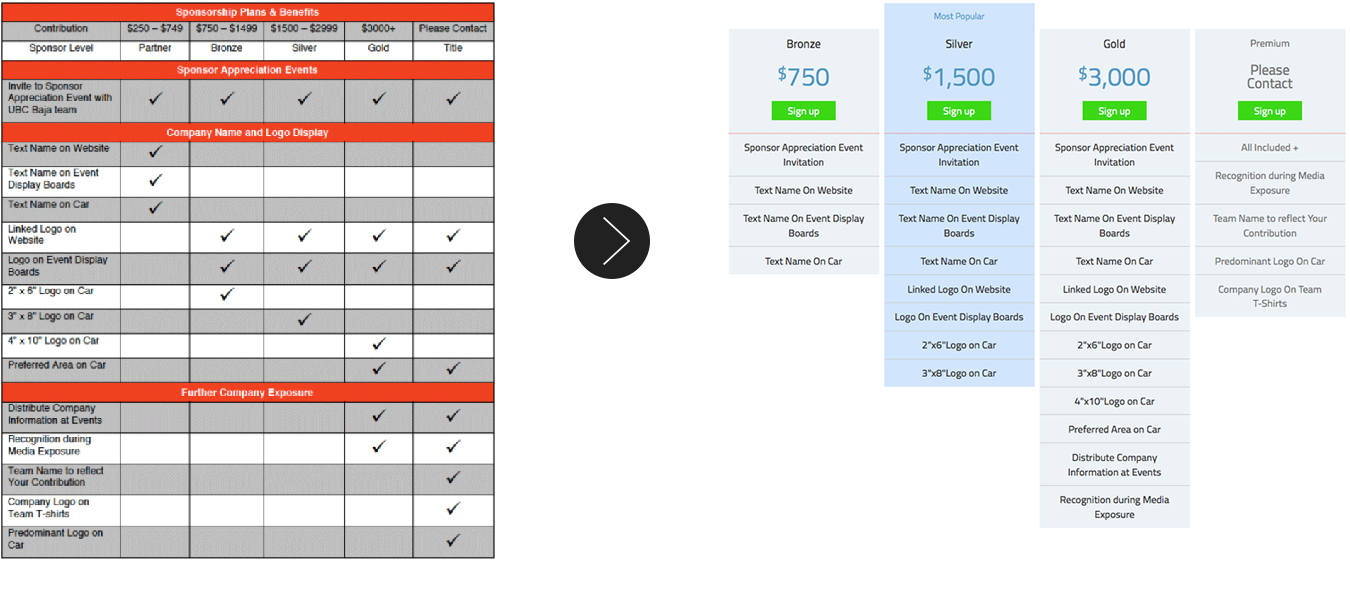 Sponsorship Plans & Benefits
Contribution $250 – $749 $750 – $1499 $1500 – $2999 $3000+ Please Contact
Sponsor Level Partner Bronze Silver Gold Title
Sponsor Appreciation Events
Invite to Sponsor
Appreciation Event with
UBC Baja team
Company Name and Logo Display
Text Name on Website
Text Name on Event
Display Boards
Text Name on Car
Linked Logo on
Website
Logo on Event Display
Boards
2" x 6" Logo on Car
3" x 8" Logo on Car
4" x 10" Logo on Car
Preferred Area on Car
Further Company Exposure
Distribute Company
Information at Events
Recognition during
Media Exposure
Team Name to reflect
Your Contribution
Company Logo on
Team T-shirts
Predominant Logo on
Car
Bronze
$750
Sign up
Sponsor Appreciation Event
Invitation
Text Name On Website
Text Name On Event Display
Boards
Text Name On Car
Most Popular
Silver
$1,500
Sign up
Sponsor Appreciation Event
Invitation
Text Name On Website
Text Name On Event Display
Boards
Text Name On Car
Linked Logo On Website
Logo On Event Display Boards
2"x6"Logo on Car
3"x8"Logo on Car
Gold
$3,000
Sign up
Sponsor Appreciation Event
Invitation
Text Name On Website
Text Name On Event Display
Boards
Text Name On Car
Linked Logo On Website
Logo On Event Display Boards
2"x6"Logo on Car
3"x8"Logo on Car
4"x10"Logo on Car
Preferred Area on Car
Distribute Company
Information at Events
Recognition during Media
Exposure
Premium
Please
Contact
Sign up
All Included +
Recognition during Media
Exposure
Team Name to reflect Your
Contribution
Predominant Logo On Car
Company Logo On Team
T-Shirts